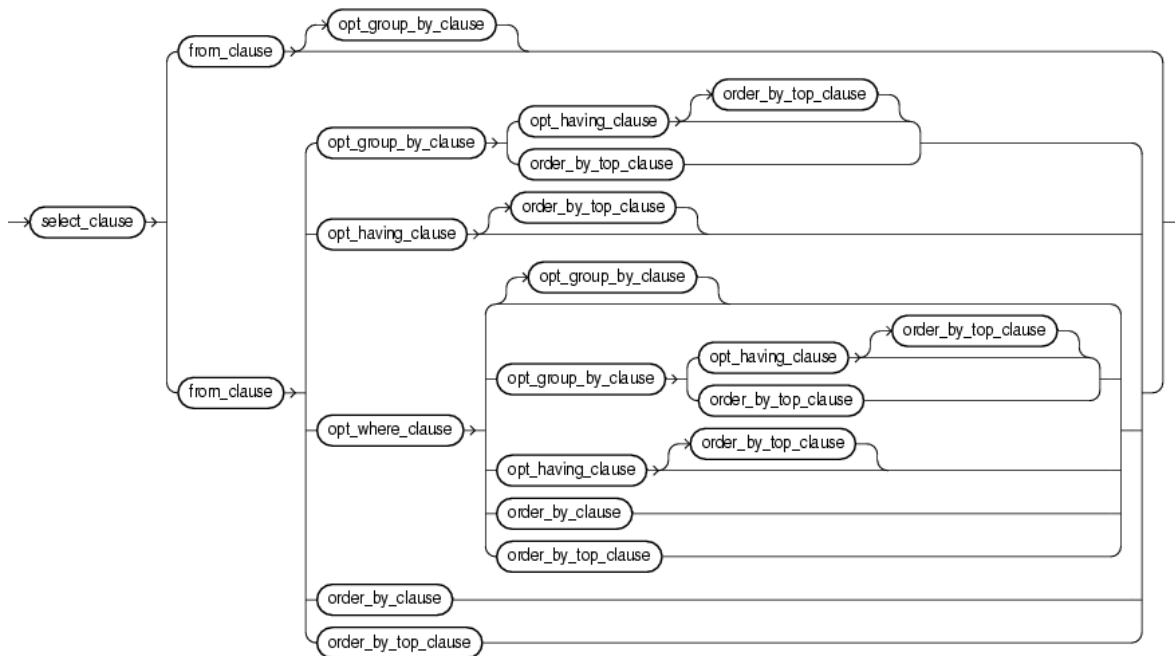 opt_group_by_clause
from_clause
order_by_top_clause
opt_having_clause
opt_group_by_clause
order_by_top_clause
order_by_top_clause
select_clause
opt_having_clause
opt_group_by_clause
order_by_top_clause
opt_having_clause
opt_group_by_clause
from_clause
order_by_top_clause
opt_where_clause
order_by_top_clause
opt_having_clause
order_by_clause
order_by_top_clause
order_by_clause
order_by_top_clause